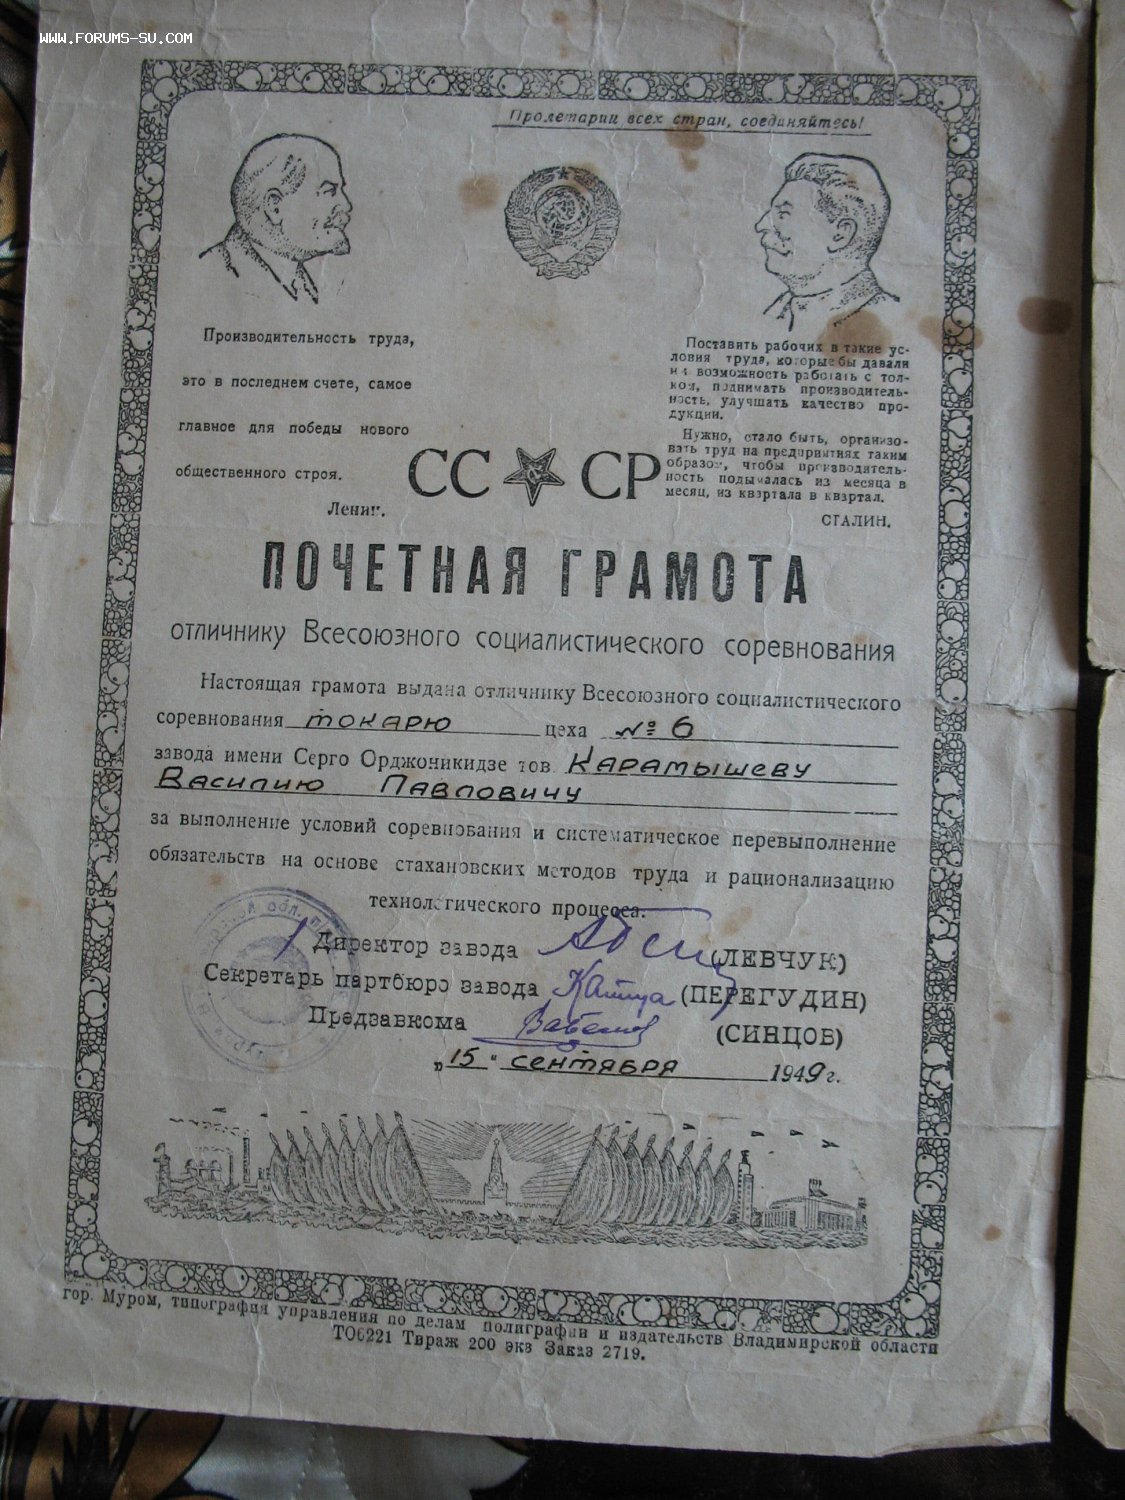 WWW.FORUMS-SU.COM
Пролетарии всех стран, соединяйтесь!
Производительность труда,
это в последнем счете, самое
главное для победы нового
общественного строя.
Ленин.
Поставить рабочих в такие ус-
ловия труда, которые бы давали
им возможность работать с тол-
ком, поднимать производитель-
ность, улучшать качество про-
дукции.
Нужно, стало быть, организо-
вать труд на предприятиях таким
образом, чтобы производитель-
ность подымалась из месяца в
месяц, из квартала в квартал.
СТАЛИН.
СС СР
ПОЧЕТНАЯ ГРАМОТА
отличнику Всесоюзного социалистического соревнования
Настоящая грамота выдана отличнику Всесоюзного социалистического
соревнования токарю цеха № 6
завода имени Серго Орджоникидзе тов. Карамышеву
Василию Павловичу
за выполнение условий соревнования и систематическое перевыполнение
обязательств на основе стахановских методов труда и рационализацию
технологического процесса.
Директор завода (ЛЕВЧУК)
Секретарь партбюро завода (ПЕРЕГУДИН)
Предзавкома (СИНЦОВ)
„15" сентября 1949 г.
гор. Муром, типография управления по делам полиграфии и издательств Владимирской области
ТО6221 Тираж 200 экз Заказ 2719.